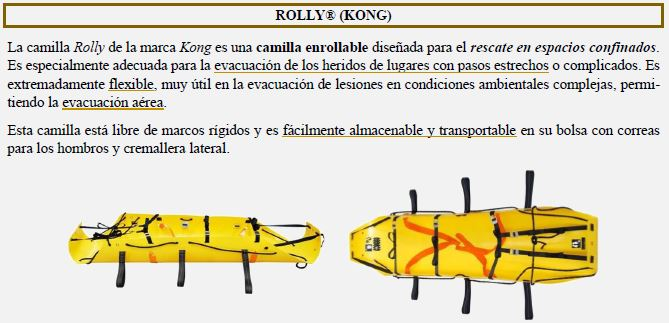 ROLLY® (KONG)
La camilla Rolly de la marca Kong es una camilla enrollable diseñada para el rescate en espacios confinados.
Es especialmente adecuada para la evacuación de los heridos de lugares con pasos estrechos o complicados. Es
extremadamente flexible, muy útil en la evacuación de lesiones en condiciones ambientales complejas, permi-
tiendo la evacuación aérea.
Esta camilla está libre de marcos rígidos y es fácilmente almacenable y transportable en su bolsa con correas
para los hombros y cremallera lateral.